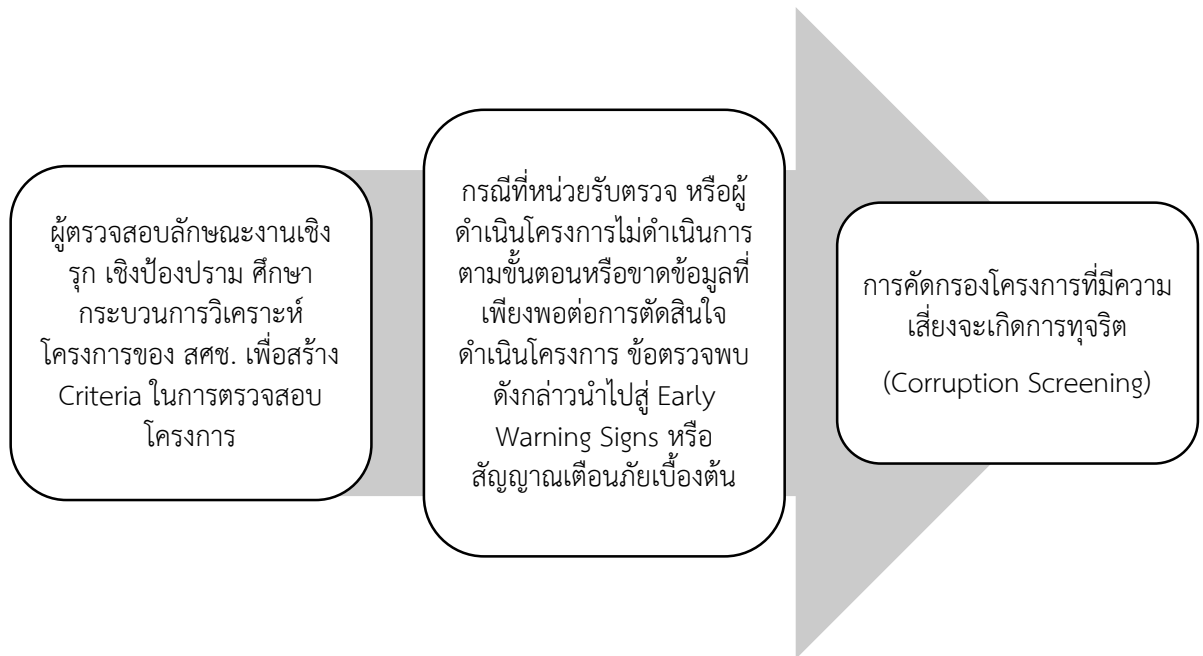 ผู้ตรวจสอบลักษณะงานเชิง
รุก เชิงป้องปราม ศึกษา
กระบวนการวิเคราะห์
โครงการของ สศช. เพื่อสร้าง
Criteria ในการตรวจสอบ
โครงการ
กรณีที่หน่วยรับตรวจ หรือผู้
ดำเนินโครงการไม่ดำเนินการ
ตามขั้นตอนหรือขาดข้อมูลที่
เพียงพอต่อการตัดสินใจ
ดำเนินโครงการ ข้อตรวจพบ
ดังกล่าวนำไปสู่ Early
Warning Signs หรือ
สัญญาณเตือนภัยเบื้องต้น
การคัดกรองโครงการที่มีความ
เสี่ยงจะเกิดการทุจริต
(Corruption Screening)